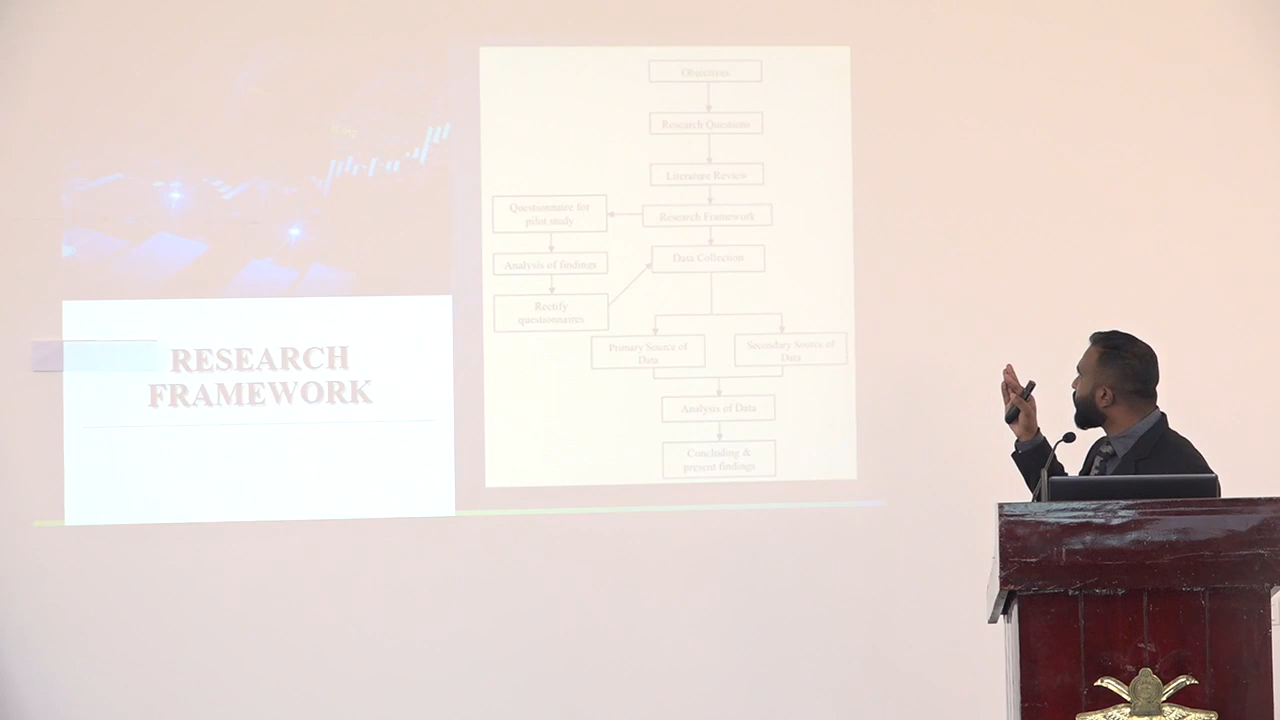 RESEARCH
FRAMEWORK
Objectives
Research Questions
Literature Review
Research Framework
Questionnaire for
pilot study
Analysis of findings
Rectify
questionnaires
Data Collection
Primary Source of
Data
Secondary Source of
Data
Analysis of Data
Concluding &
present findings